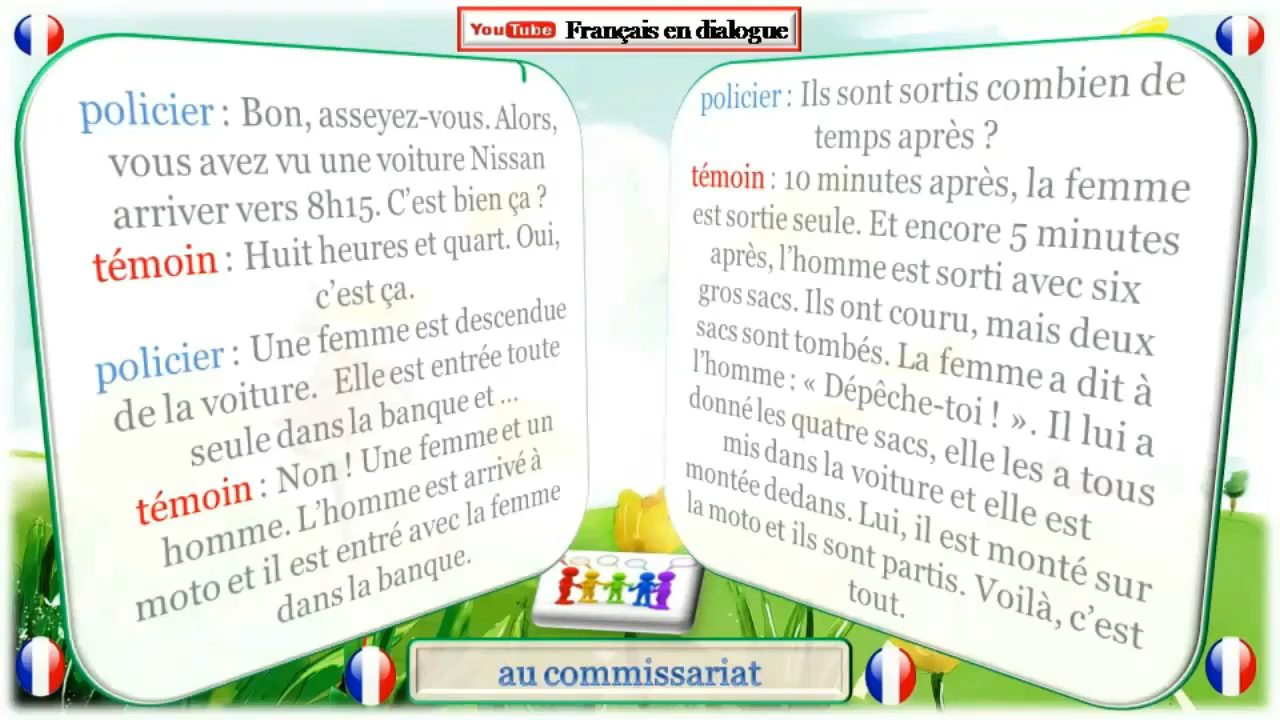 YouTube Français en dialogue
policier : Bon, asseyez-vous. Alors,
vous avez vu une voiture Nissan
arriver vers 8h15. C'est bien ça ?
témoin : Huit heures et quart. Oui,
c'est ça.
policier : Une femme est descendue
de la voiture. Elle est entrée toute
seule dans la banque et ...
témoin : Non ! Une femme et un
homme. L'homme est arrivé à
moto et il est entré avec la femme
dans la banque.
policier : Ils sont sortis combien de
temps après ?
témoin : 10 minutes après, la femme
est sortie seule. Et encore 5 minutes
après, l'homme est sorti avec six
gros sacs. Ils ont couru, mais deux
sacs sont tombés. La femme a dit à
l'homme : « Dépêche-toi ! ». Il lui a
donné les quatre sacs, elle les a tous
mis dans la voiture et elle est
montée dedans. Lui, il est monté sur
la moto et ils sont partis. Voilà, c'est
tout.
au commissariat